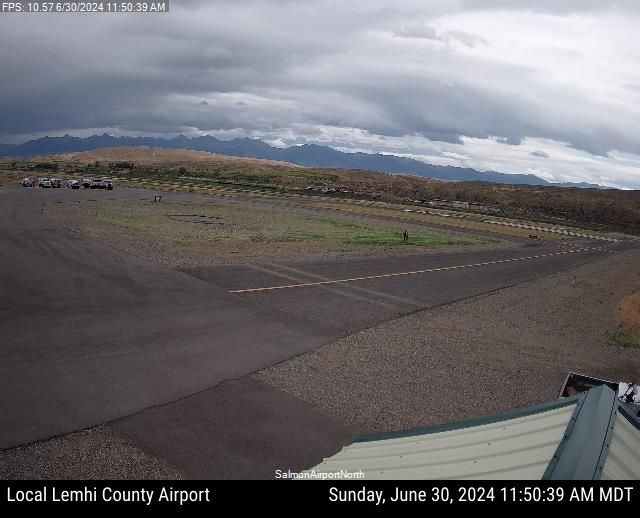 FPS: 10.57 6/30/2024 11:50:39 AM
SalmonAirportNorth
Local Lemhi County Airport
Sunday, June 30, 2024 11:50:39 AM MDT